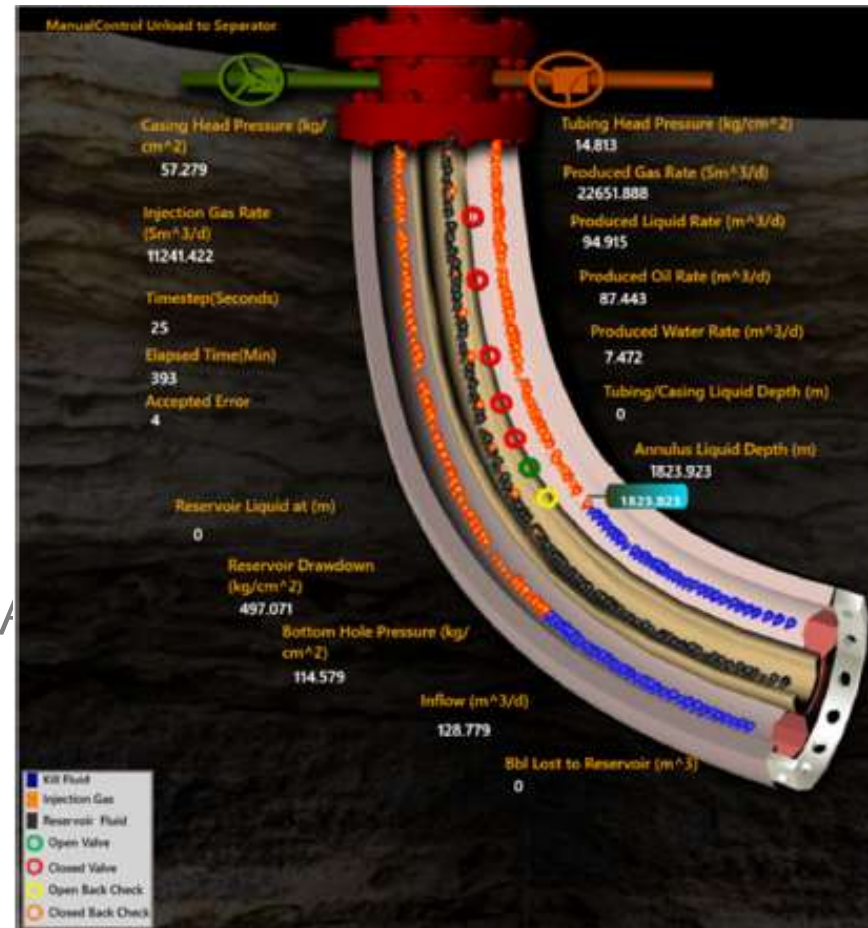 ManualControl Unload to Separator
Casing Head Pressure (kg/
cm^2)
57.279
Injection Gas Rate
(Sm^3/d)
11241.422
Timestep(Seconds)
25
Elapsed Time(Min)
393
Accepted Error
4
Tubing Head Pressure (kg/cm^2)
14.813
Produced Gas Rate (Sm^3/d)
22651.888
Produced Liquid Rate (m^3/d)
94.915
Produced Oil Rate (m^3/d)
87.443
Produced Water Rate (m^3/d)
7.472
Tubing/Casing Liquid Depth (m)
0
Annulus Liquid Depth (m)
1823.923
1823.823
Reservoir Liquid at (m)
0
Reservoir Drawdown
(kg/cm^2)
497.071
Bottom Hole Pressure (kg/
cm^2)
114.579
Inflow (m^3/d)
128.779
Bbl Lost to Reservoir (m^3)
0
Kill Fluid
Injection Gas
Reservoir Fluid
Open Valve
Closed Valve
Open Back Check
Closed Back Check